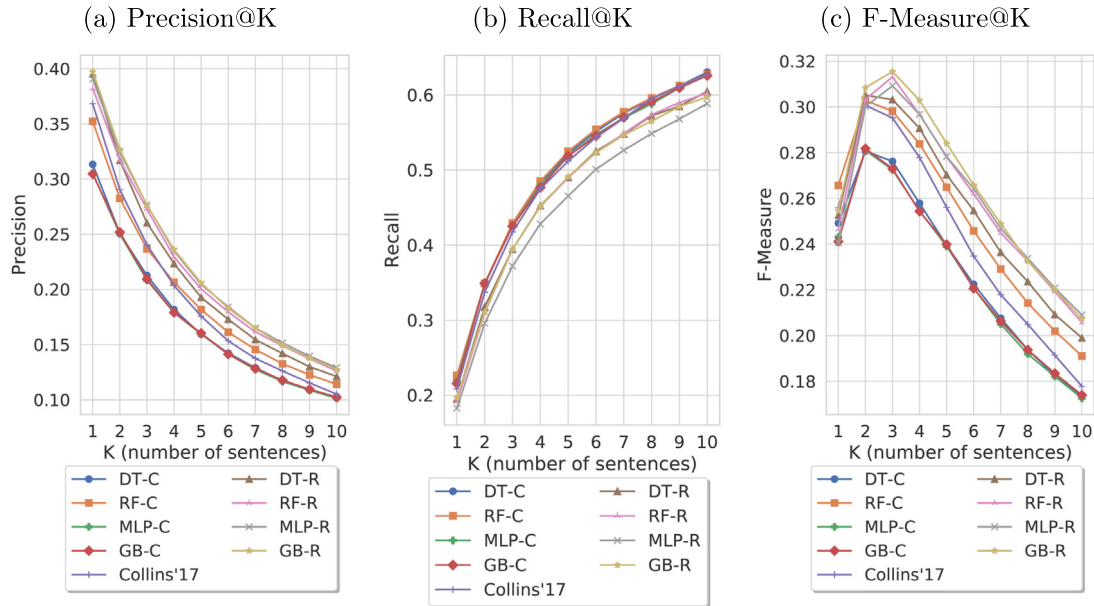 (a) Precision@K
(b) Recall@K
(c) F-Measure@K
Precision
0.40
0.35
0.30
0.25
0.20
0.15
0.10
1 2 3 4 5 6 7 8 9 10
K (number of sentences)
DT-C DT-R
RF-C RF-R
MLP-C MLP-R
GB-C GB-R
Collins'17
Recall
0.6
0.5
0.4
0.3
0.2
1 2 3 4 5 6 7 8 9 10
K (number of sentences)
DT-C DT-R
RF-C RF-R
MLP-C MLP-R
GB-C GB-R
Collins'17
F-Measure
0.32
0.30
0.28
0.26
0.24
0.22
0.20
0.18
1 2 3 4 5 6 7 8 9 10
K (number of sentences)
DT-C DT-R
RF-C RF-R
MLP-C MLP-R
GB-C GB-R
Collins'17